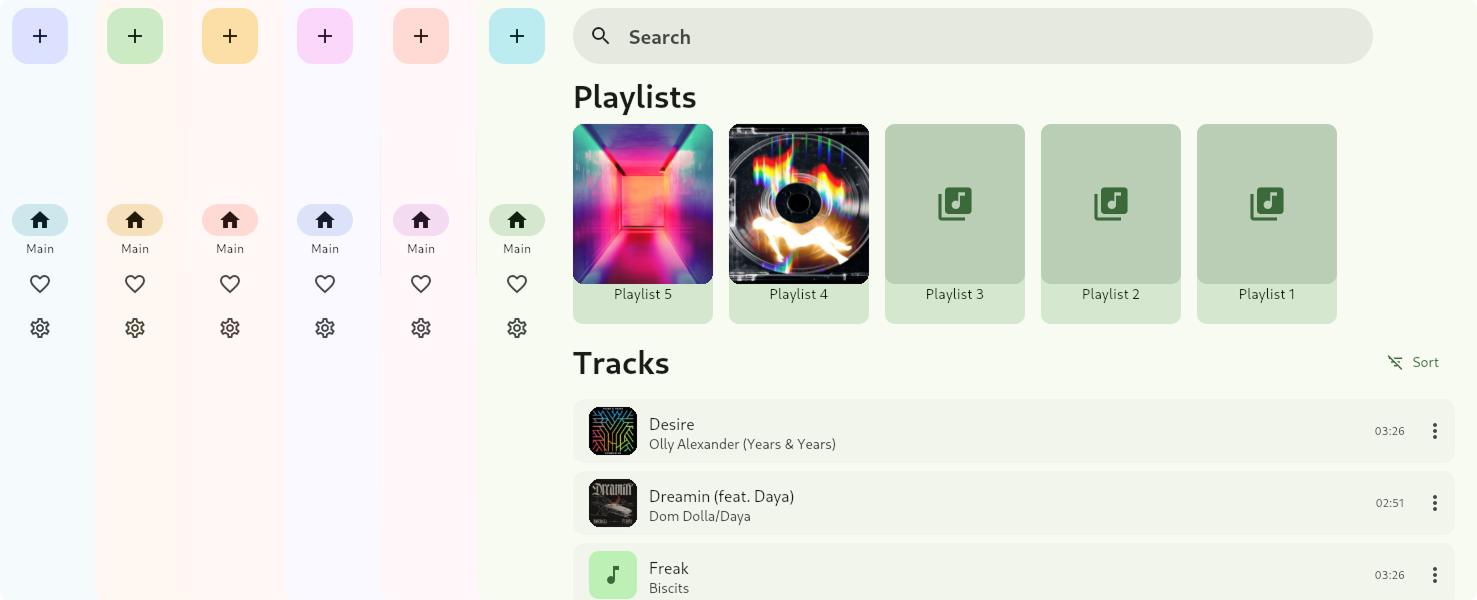 Search
Playlists
Playlist 5
Playlist 4
Playlist 3
Playlist 2
Playlist 1
Main
Main
Main
Main
Main
Main
Tracks
Sort
Desire
Olly Alexander (Years & Years)
03:26
Dreamin
Dreamin (feat. Daya)
Dom Dolla/Daya
02:51
Freak
Biscits
03:26